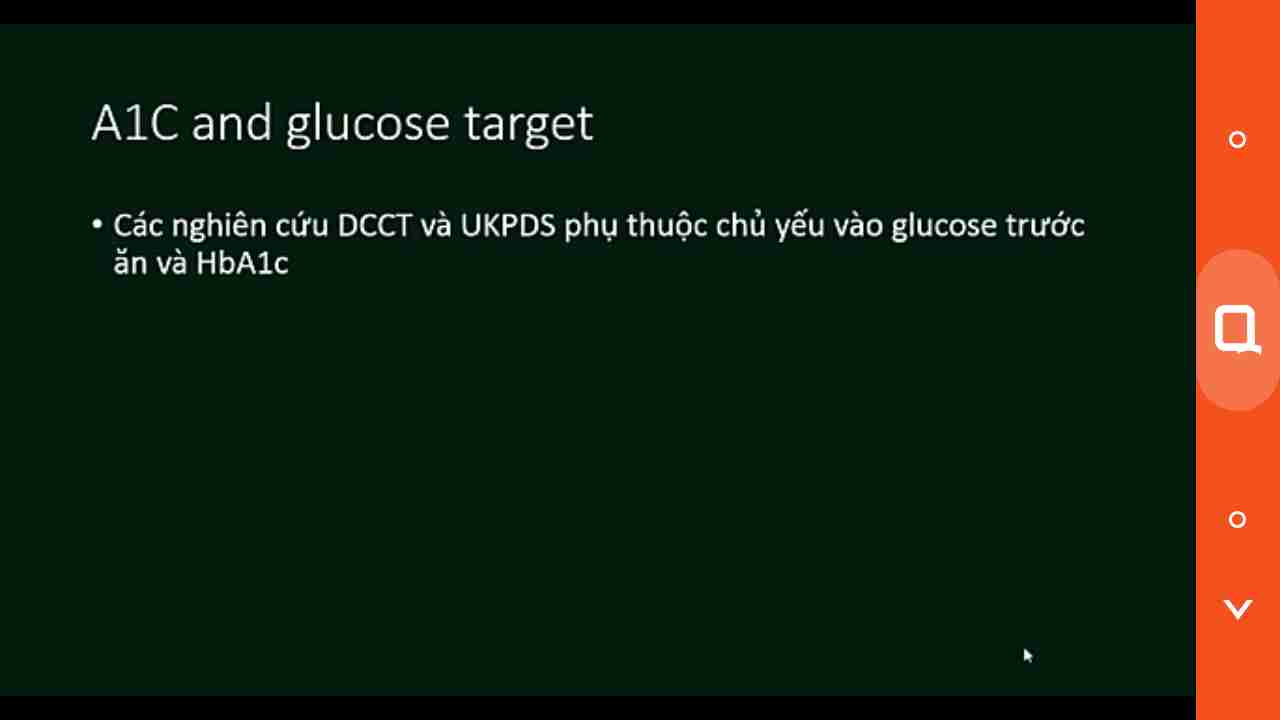 A1C and glucose target
• Các nghiên cứu DCCT và UKPDS phụ thuộc chủ yếu vào glucose trước
ăn và HbA1c